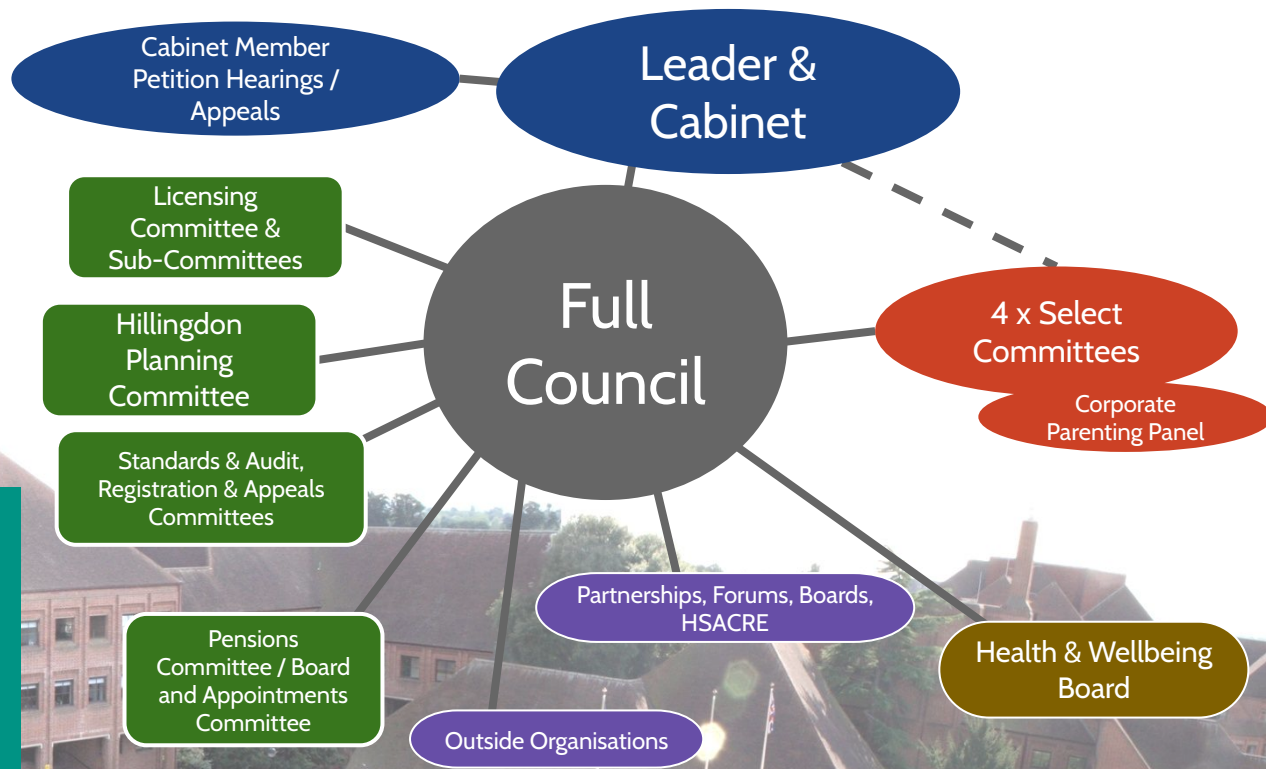 Cabinet Member
Petition Hearings /
Appeals
Leader &
Cabinet
Licensing
Committee &
Sub-Committees
Hillingdon
Planning
Committee
Standards & Audit,
Registration & Appeals
Committees
Pensions
Committee / Board
and Appointments
Committee
Full
Council
4 x Select
Committees
Corporate
Parenting Panel
Partnerships, Forums, Boards,
HSACRE
Outside Organisations
Health & Wellbeing
Board